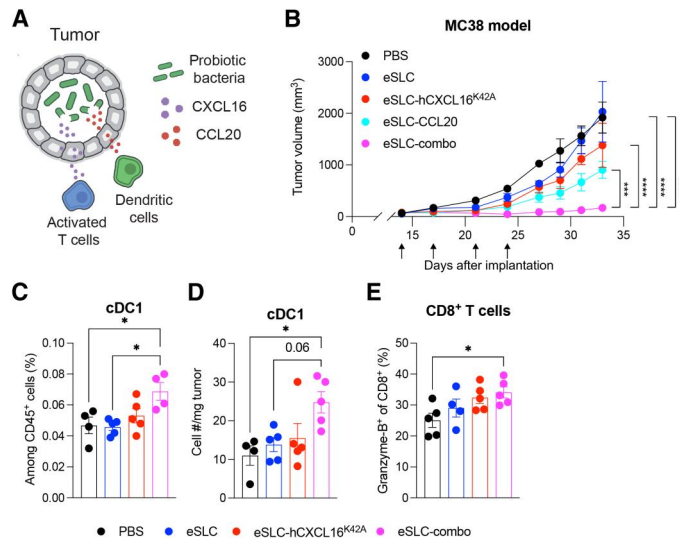 A
Tumor
Probiotic
bacteria
CXCL16
CCL20
Dendritic
cells
Activated
T cells
B
MC38 model
PBS
eSLC
eSLC-hCXCL16K42A
eSLC-CCL20
eSLC-combo
Tumor volume (mm3)
3000
2000
1000
0
0 15 20 25 30 35
Days after implantation
***
****
****
C
cDC1
*
*
Among CD45+ cells (%)
0.10
0.08
0.06
0.04
0.02
0.00
D
cDC1
*
0.06
Cell #/mg tumor
40
30
20
10
0
E
CD8+ T cells
*
Granzyme-B+ of CD8+ (%)
50
40
30
20
10
0
PBS eSLC eSLC-hCXCL16K42A eSLC-combo